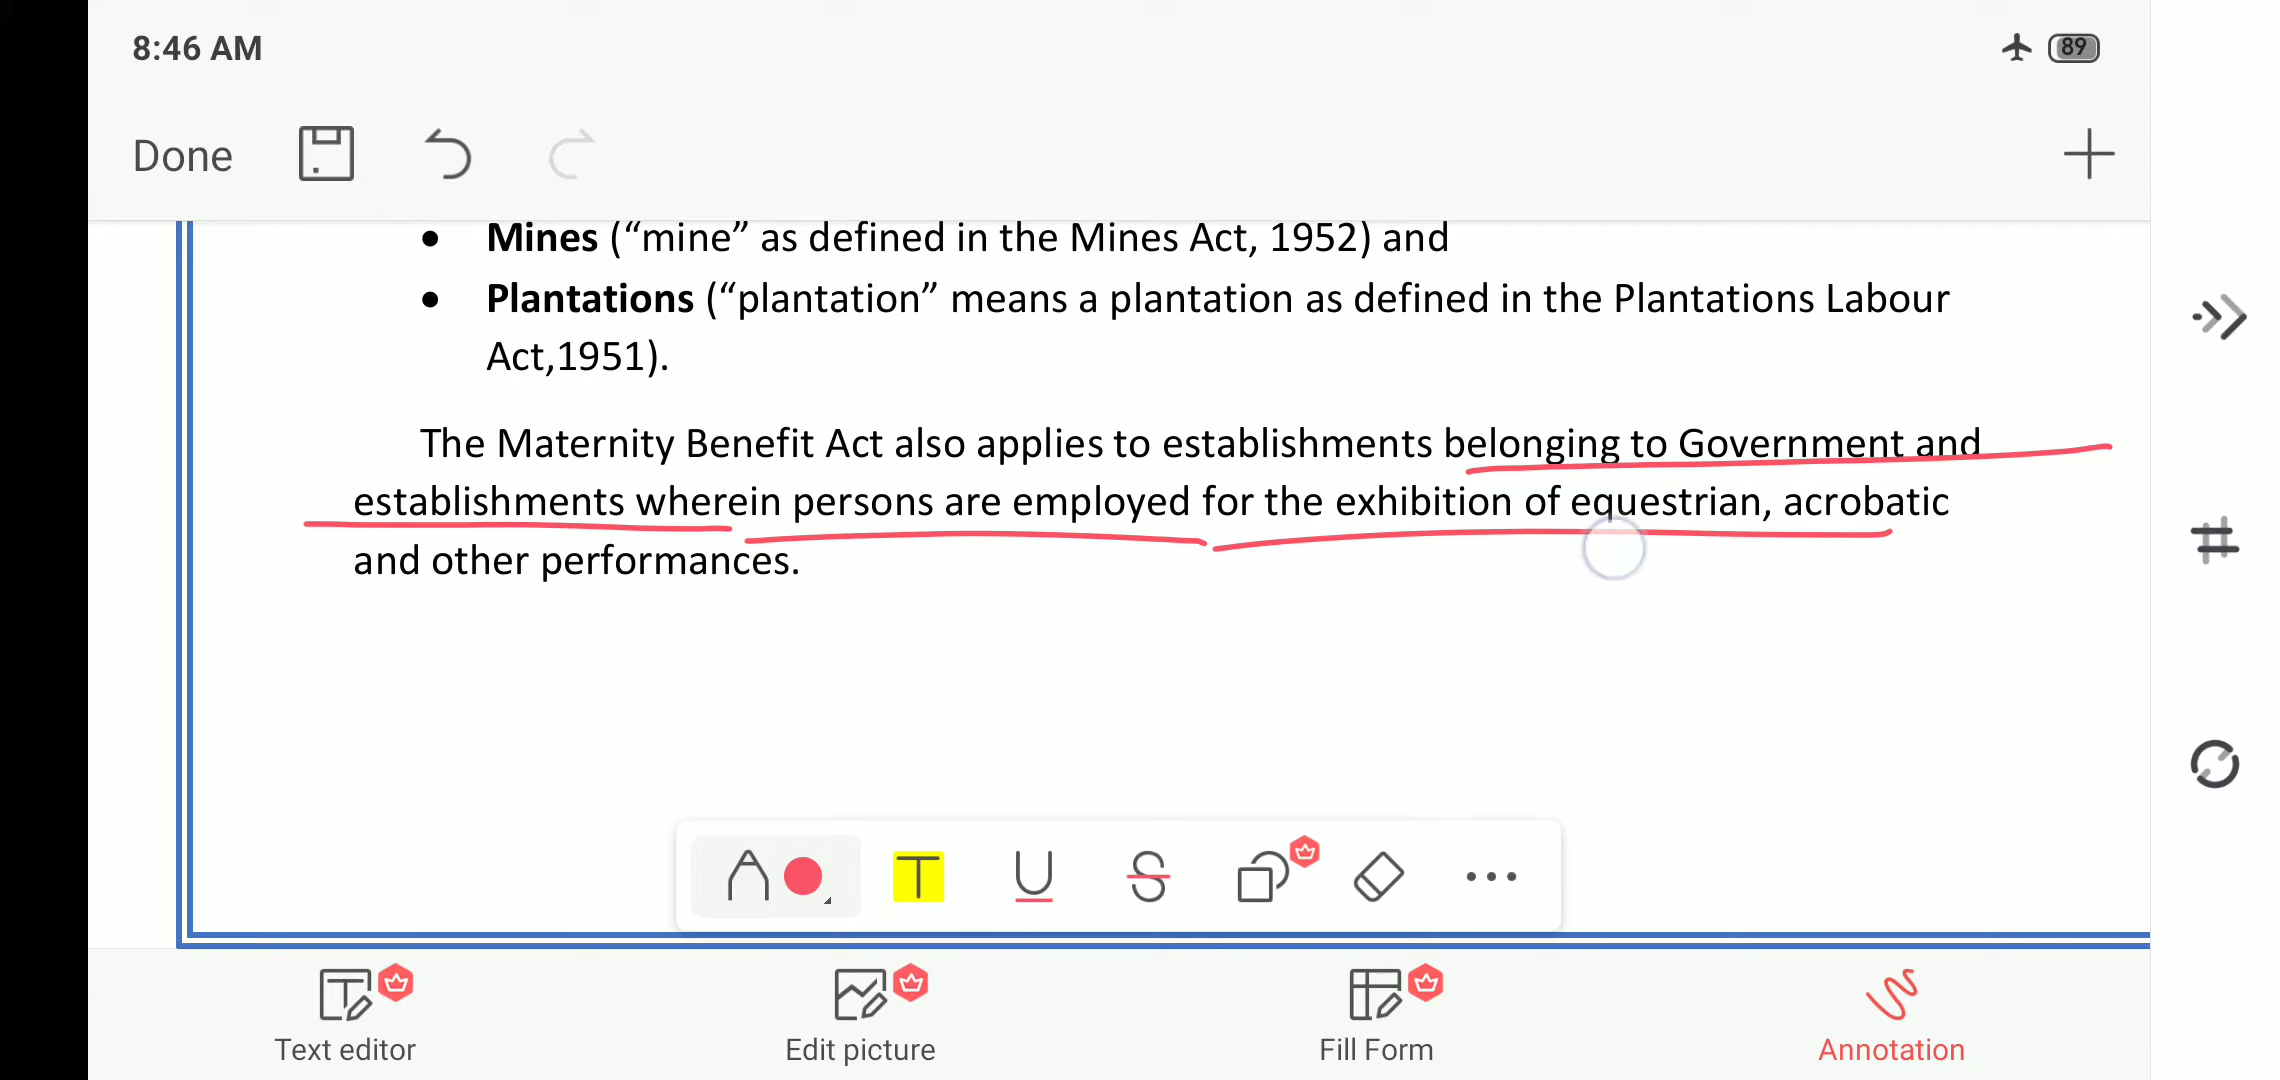 8:46 AM
89
Done
• Mines (“mine” as defined in the Mines Act, 1952) and
• Plantations (“plantation” means a plantation as defined in the Plantations Labour
Act,1951).
The Maternity Benefit Act also applies to establishments belonging to Government and
establishments wherein persons are employed for the exhibition of equestrian, acrobatic
and other performances.
T U S
Text editor
Edit picture
Fill Form
Annotation